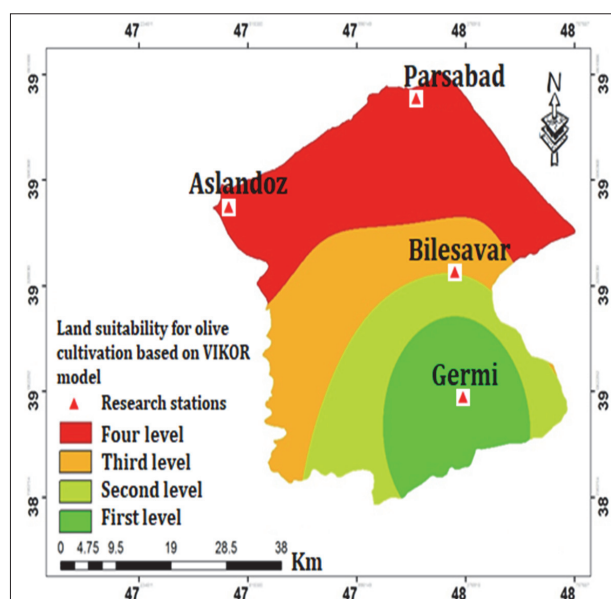 47 47 48 48
39 39
Parsabad
N
39 39
Aslandoz
Bilesavar
39 39
Land suitability for olive
cultivation based on VIKOR
model
Germi
39 39
Research stations
Four level
Third level
Second level
38 38
First level
0 4.75 9.5 19 28.5 38
Km
47 47 48 48